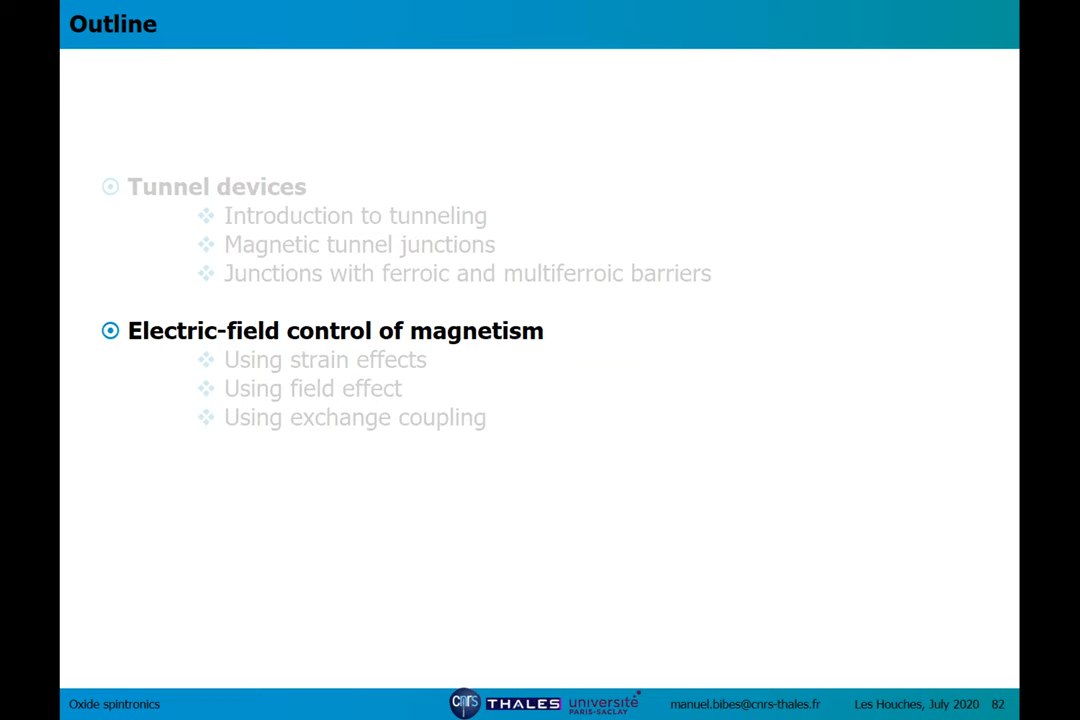 Outline
Tunnel devices
Introduction to tunneling
Magnetic tunnel junctions
Junctions with ferroic and multiferroic barriers
Electric-field control of magnetism
Using strain effects
Using field effect
Using exchange coupling
Oxide spintronics
cnrs
THALES
université
PARIS-SACLAY
manuel.bibes@cnrs-thales.fr
Les Houches, July 2020
82